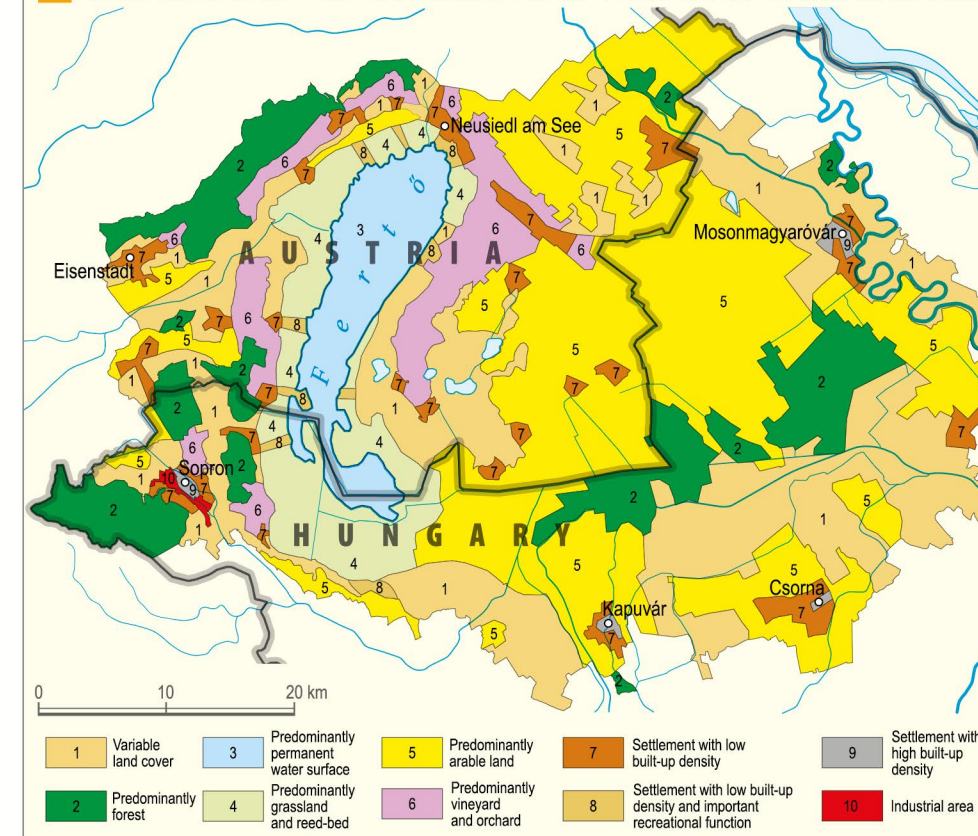 Neusiedl am See
Mosonmagyaróvár
Eisenstadt
AUSTRIA
Fertő
Sopron
HUNGARY
Kapuvár
Csorna
0 10 20 km
1 Variable
land cover
2 Predominantly
forest
3 Predominantly
permanent
water surface
4 Predominantly
grassland
and reed-bed
5 Predominantly
arable land
6 Predominantly
vineyard
and orchard
7 Settlement with low
built-up density
8 Settlement with low built-up
density and important
recreational function
9 Settlement with
high built-up
density
10 Industrial area